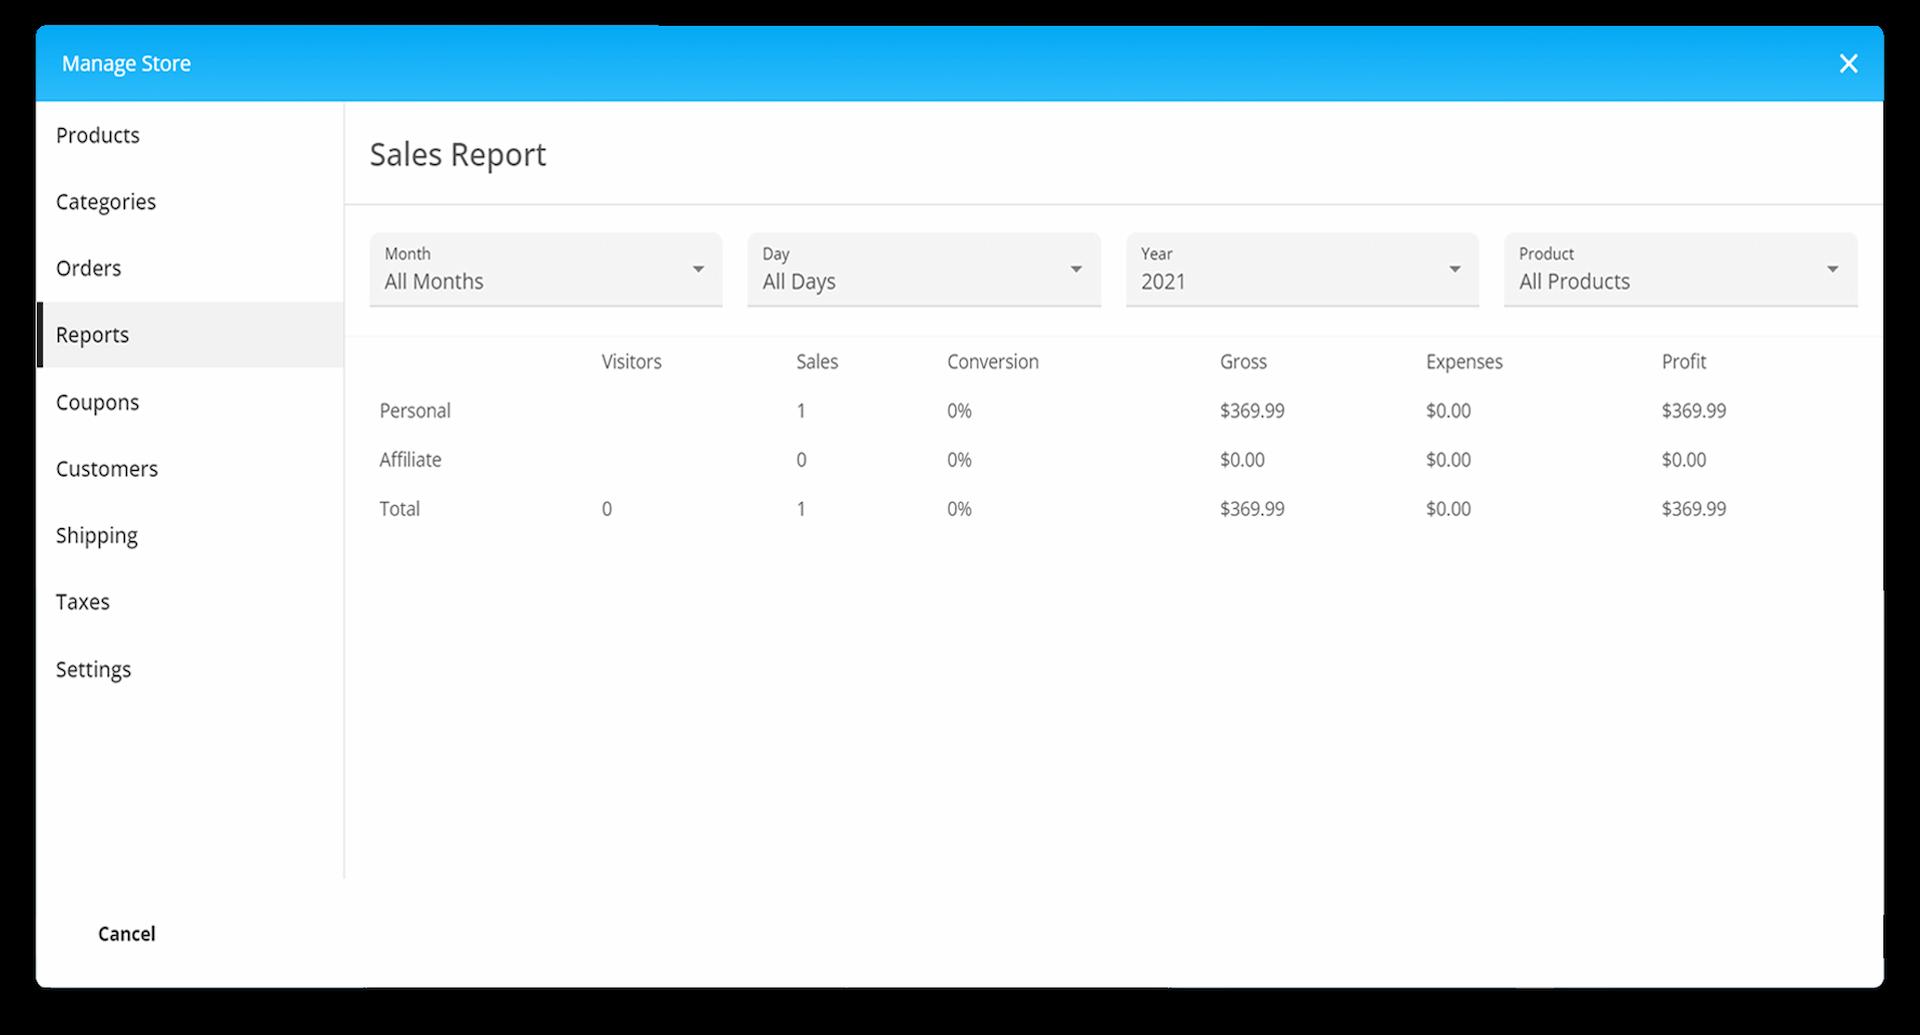 Manage Store
Products
Categories
Orders
Reports
Coupons
Customers
Shipping
Taxes
Settings
Cancel
Sales Report
Month Day Year Product
All Months All Days 2021 All Products
Visitors Sales Conversion Gross Expenses Profit
Personal 1 0% $369.99 $0.00 $369.99
Affiliate 0 0% $0.00 $0.00 $0.00
Total 0 1 0% $369.99 $0.00 $369.99